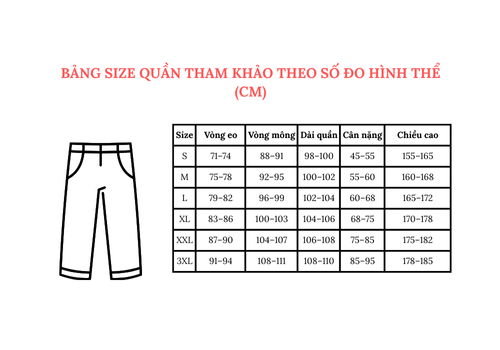 BẢNG SIZE QUẦN THAM KHẢO THEO SỐ ĐO HÌNH THỂ
(CM)
Size Vòng eo Vòng mông Dài quần Cân nặng Chiều cao
S 71–74 88–91 98–100 45–55 155–165
M 75–78 92–95 100–102 55–60 160–168
L 79–82 96–99 102–104 60–68 165–172
XL 83–86 100–103 104–106 68–75 170–178
XXL 87–90 104–107 106–108 75–85 175–182
3XL 91–94 108–111 108–110 85–95 178–185